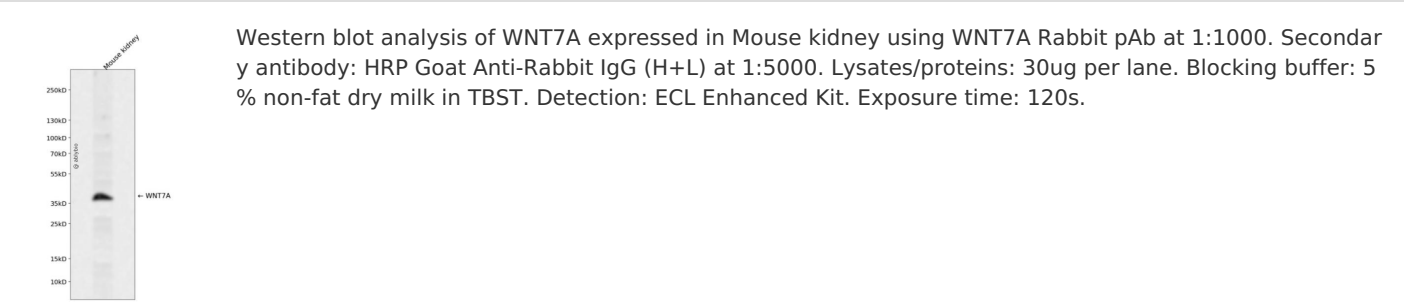 Mouse kidney
Western blot analysis of WNT7A expressed in Mouse kidney using WNT7A Rabbit pAb at 1:1000. Secondar
y antibody: HRP Goat Anti-Rabbit IgG (H+L) at 1:5000. Lysates/proteins: 30ug per lane. Blocking buffer: 5
% non-fat dry milk in TBST. Detection: ECL Enhanced Kit. Exposure time: 120s.
250kD
130kD
100kD
70kD
55kD
35kD
25kD
15kD
10kD
@ ablybio
← WNT7A